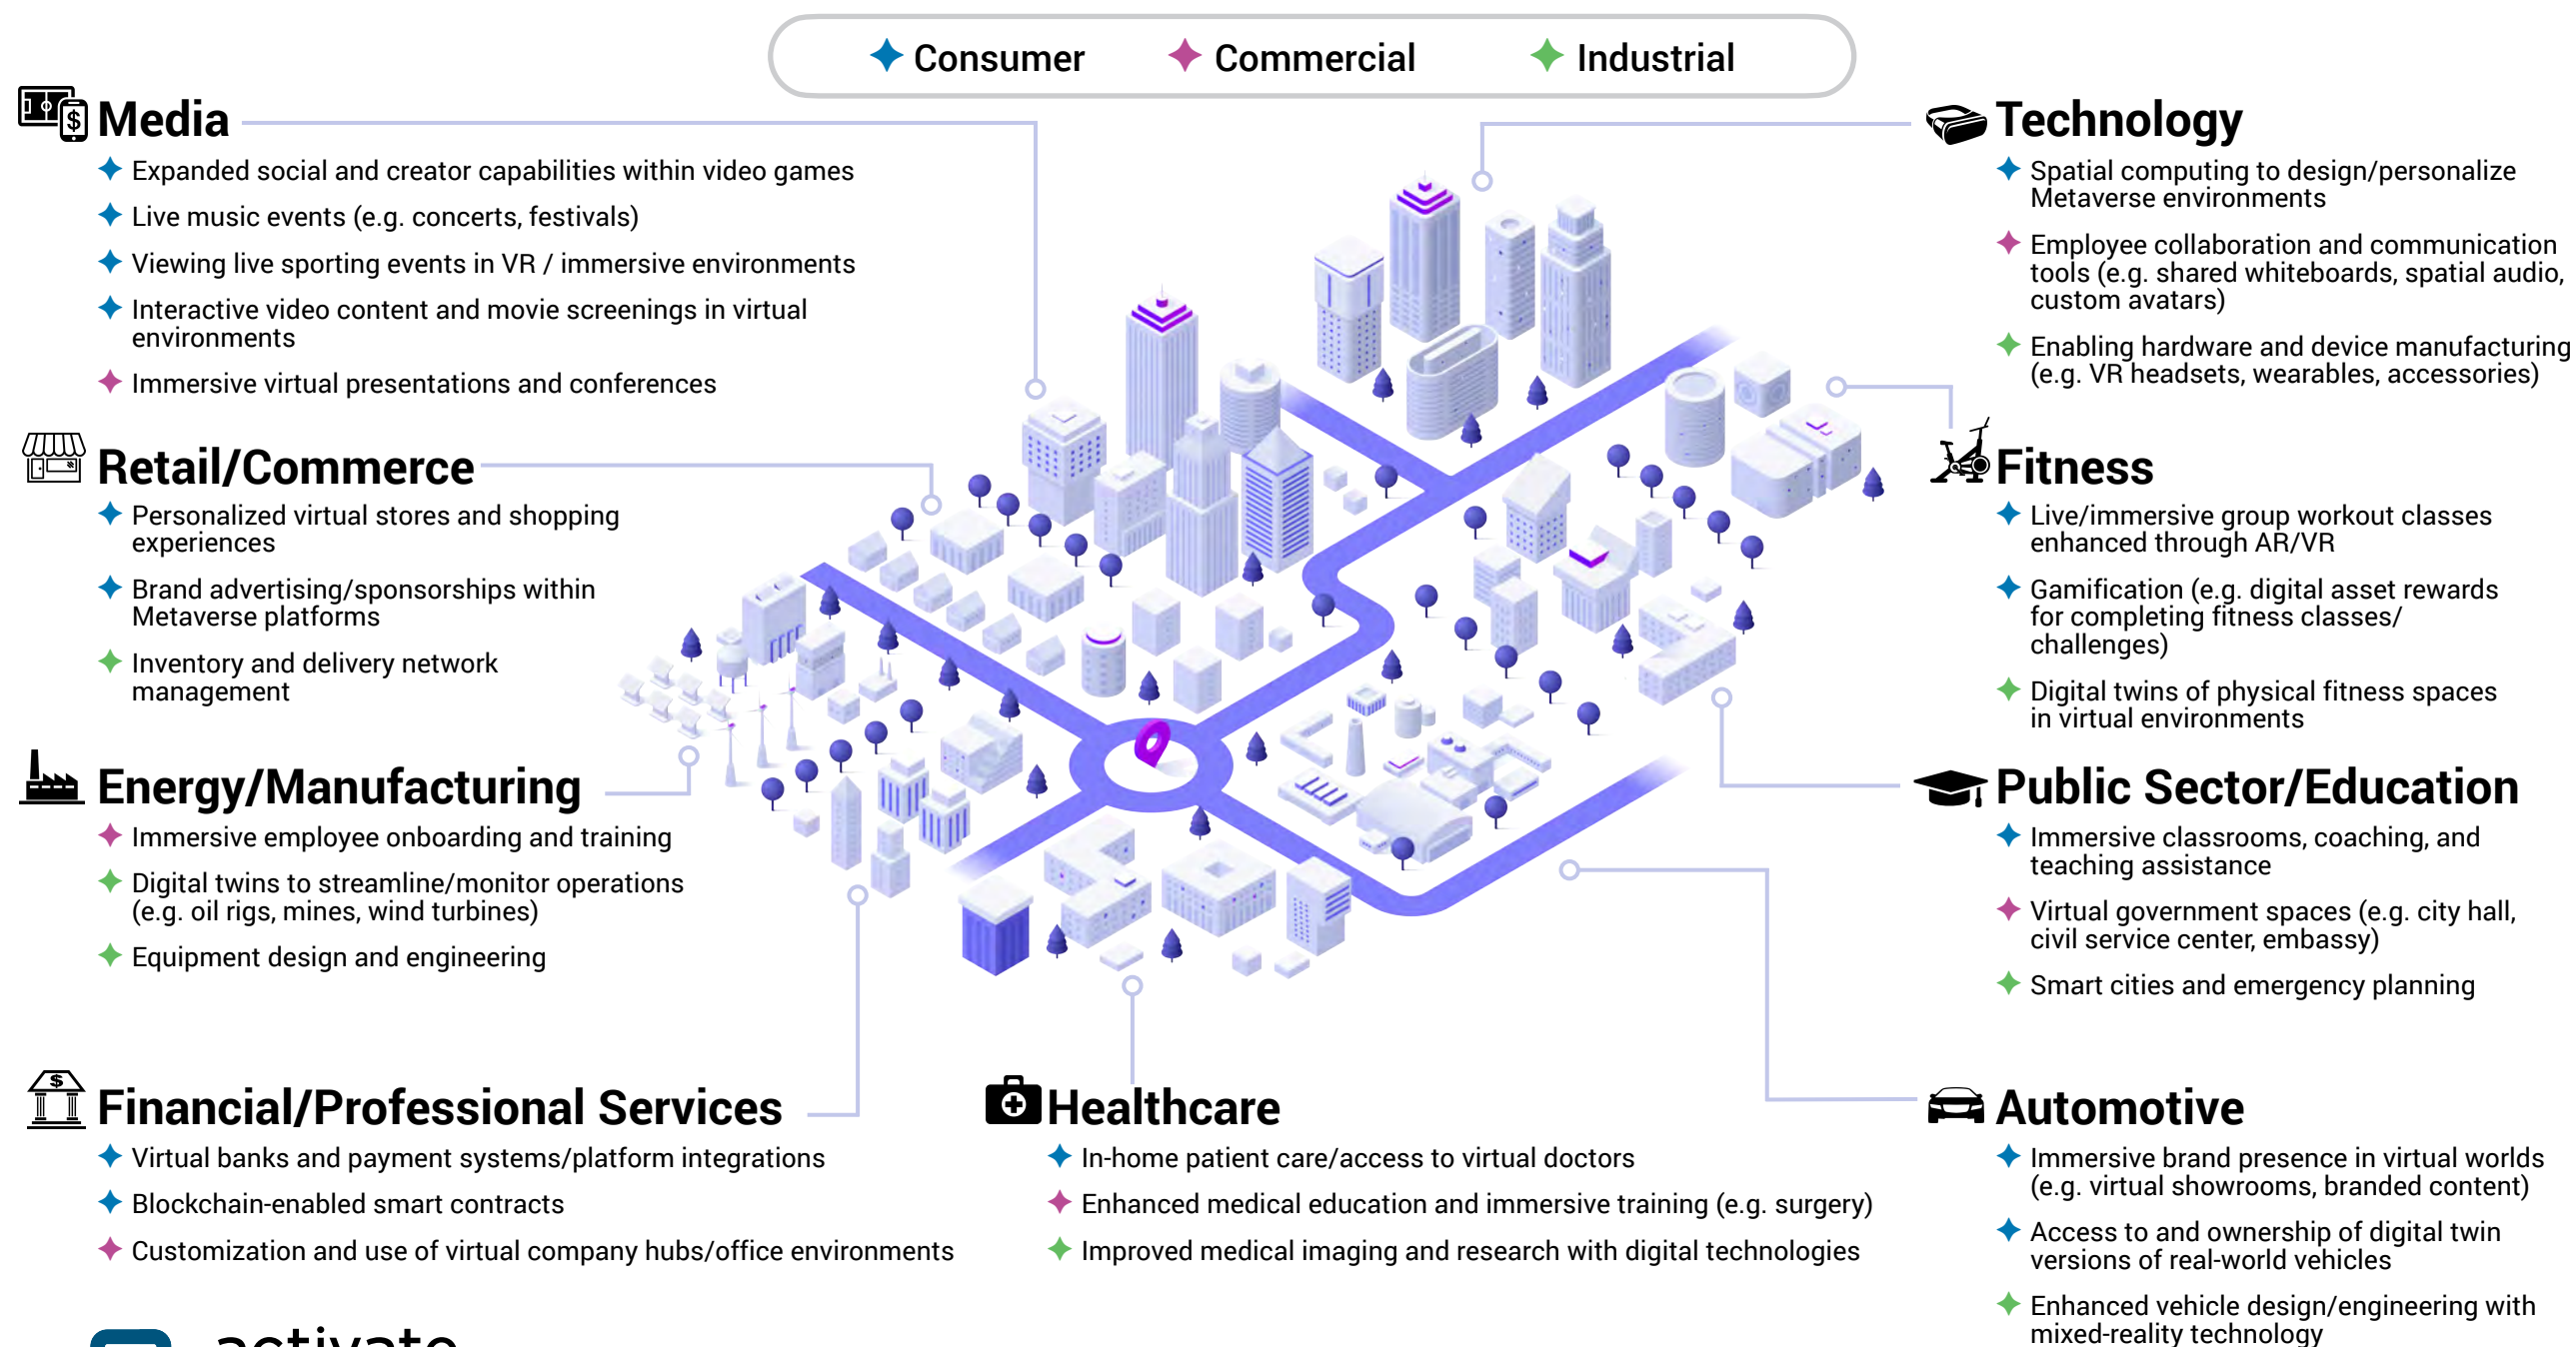 Consumer
Commercial
Industrial
Media
Expanded social and creator capabilities within video games
Live music events (e.g. concerts, festivals)
Viewing live sporting events in VR / immersive environments
Interactive video content and movie screenings in virtual
environments
Immersive virtual presentations and conferences
Retail/Commerce
Personalized virtual stores and shopping
experiences
Brand advertising/sponsorships within
Metaverse platforms
Inventory and delivery network
management
Energy/Manufacturing
Immersive employee onboarding and training
Digital twins to streamline/monitor operations
(e.g. oil rigs, mines, wind turbines)
Equipment design and engineering
Financial/Professional Services
Virtual banks and payment systems/platform integrations
Blockchain-enabled smart contracts
Customization and use of virtual company hubs/office environments
Healthcare
In-home patient care/access to virtual doctors
Enhanced medical education and immersive training (e.g. surgery)
Improved medical imaging and research with digital technologies
Technology
Spatial computing to design/personalize
Metaverse environments
Employee collaboration and communication
tools (e.g. shared whiteboards, spatial audio,
custom avatars)
Enabling hardware and device manufacturing
(e.g. VR headsets, wearables, accessories)
Fitness
Live/immersive group workout classes
enhanced through AR/VR
Gamification (e.g. digital asset rewards
for completing fitness classes/
challenges)
Digital twins of physical fitness spaces
in virtual environments
Public Sector/Education
Immersive classrooms, coaching, and
teaching assistance
Virtual government spaces (e.g. city hall,
civil service center, embassy)
Smart cities and emergency planning
Automotive
Immersive brand presence in virtual worlds
(e.g. virtual showrooms, branded content)
Access to and ownership of digital twin
versions of real-world vehicles
Enhanced vehicle design/engineering with
mixed-reality technology
activate